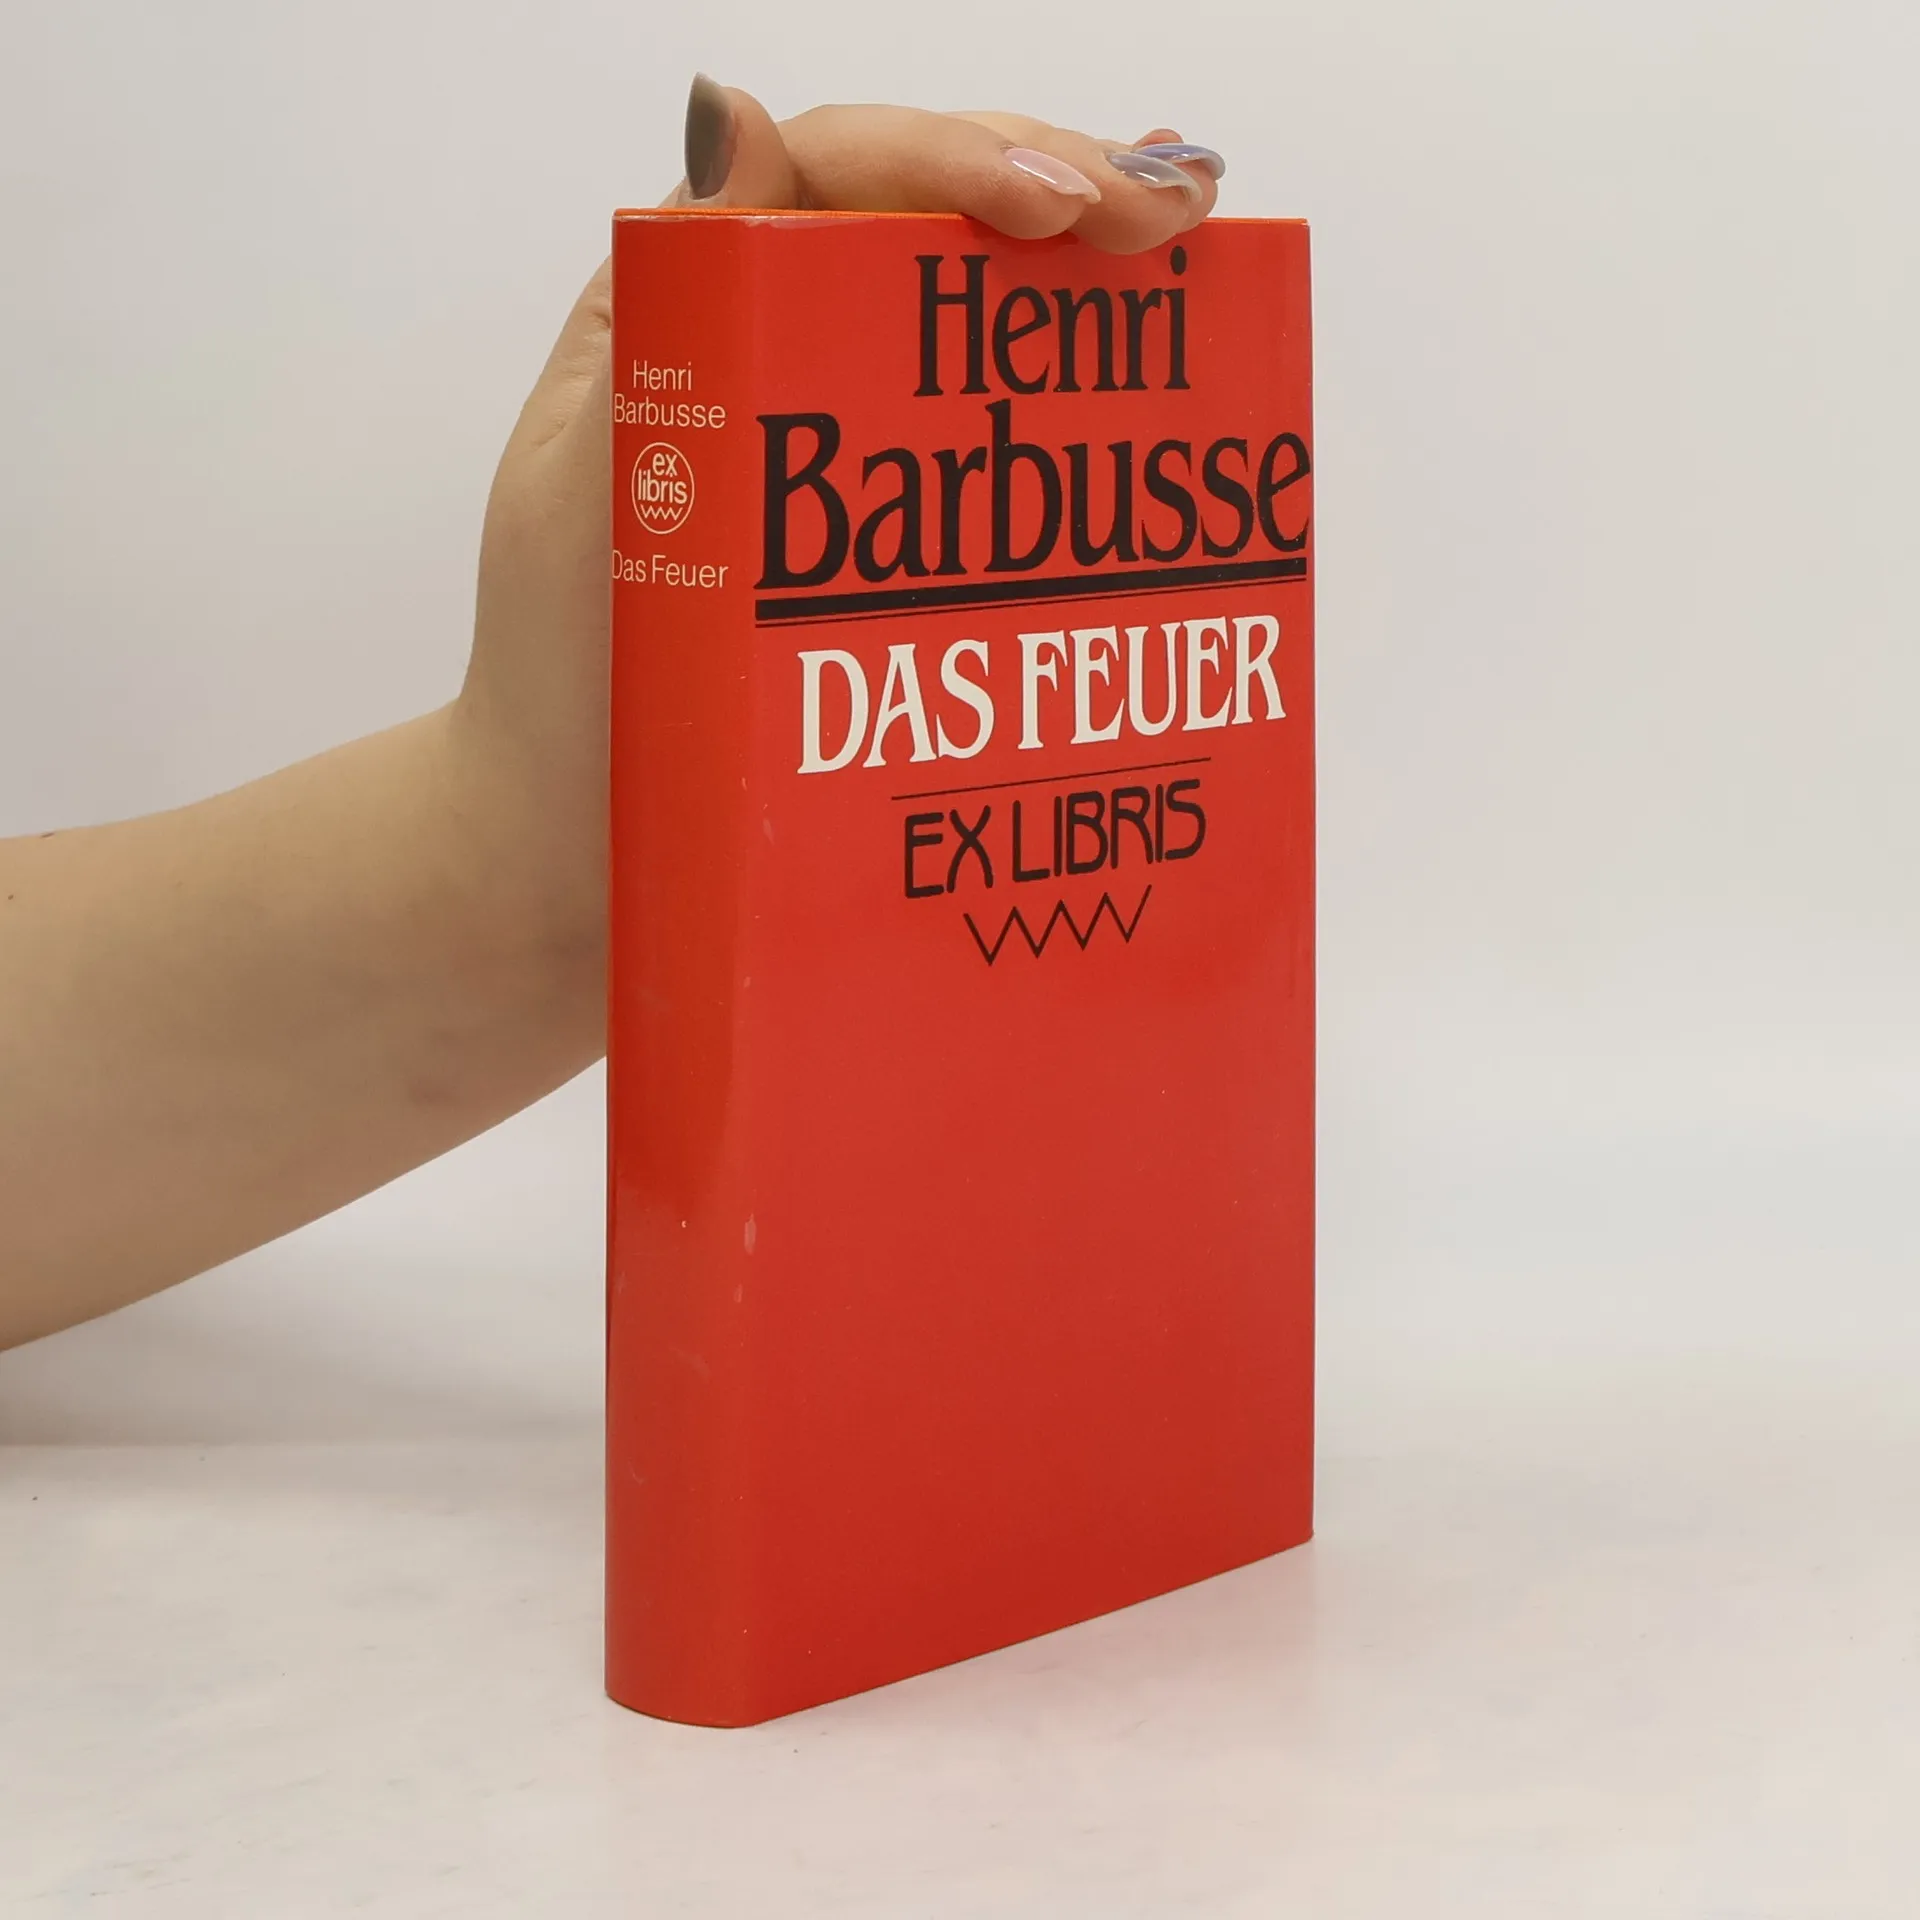 Henri
Barbusse
ex
libris
Das Feuer
Henri
Barbusse
DAS FEUER
EX LIBRIS